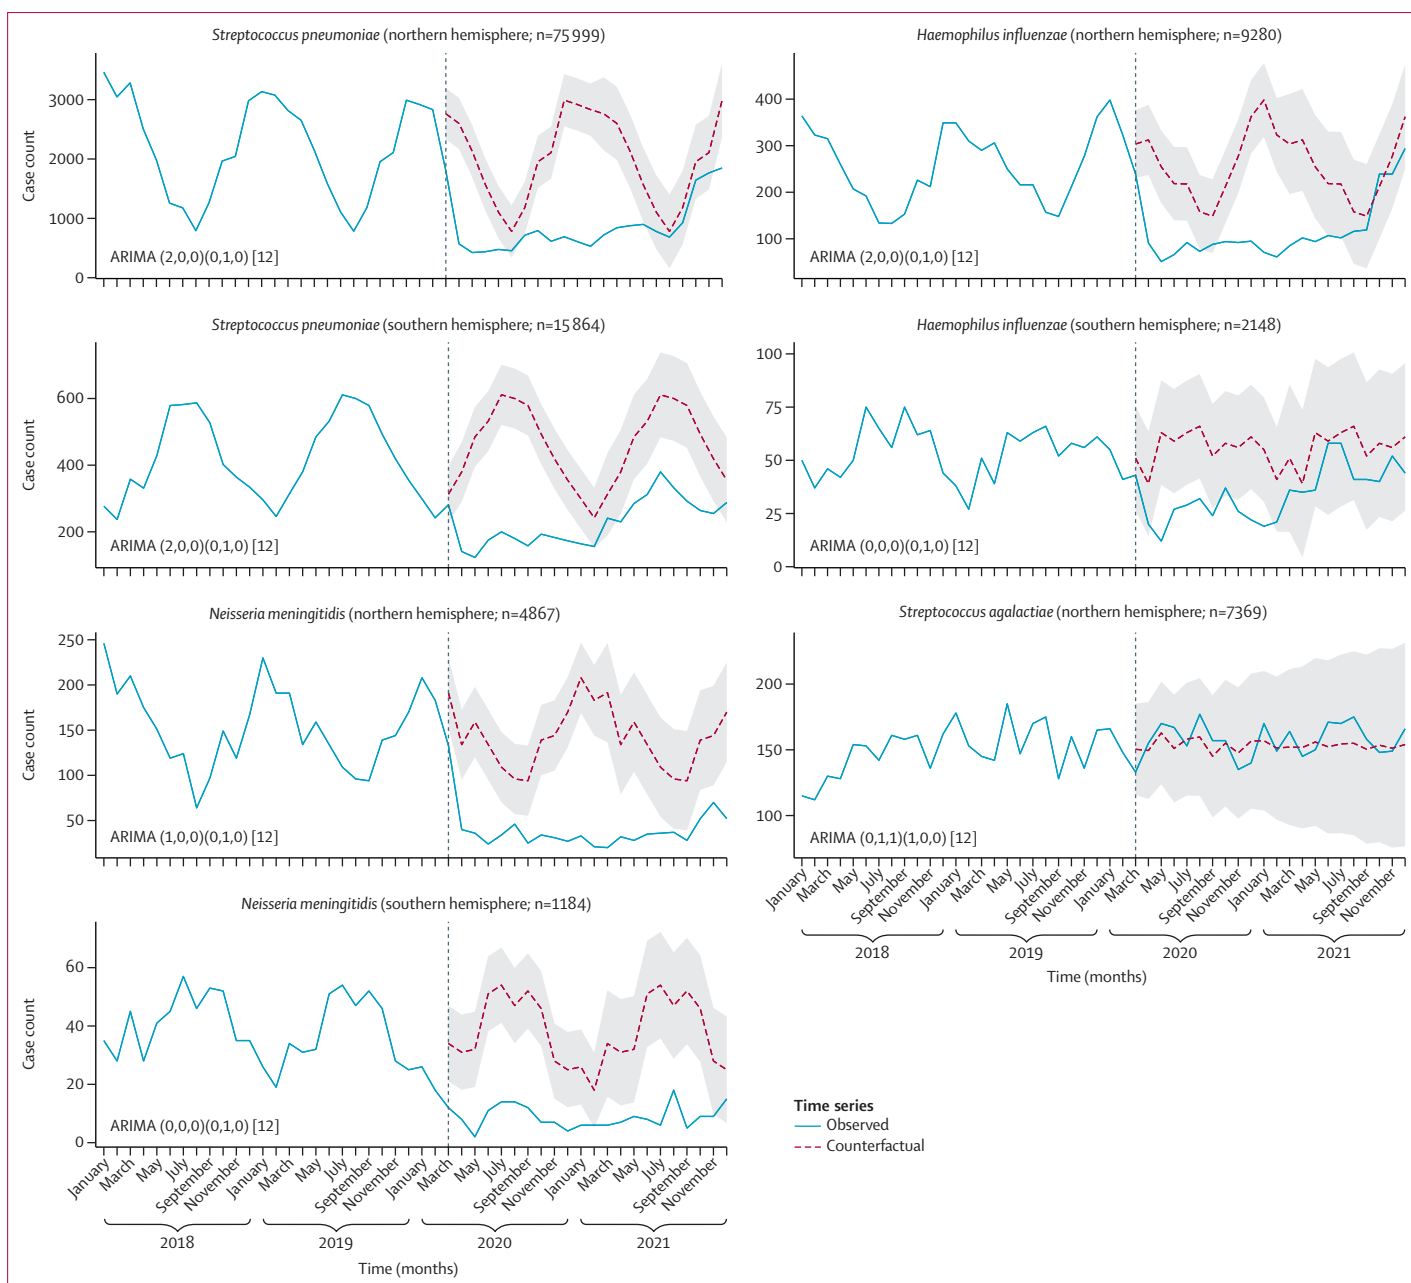 Streptococcus pneumoniae (northern hemisphere; n=75 999)
Case count
3000
2000
1000
0
ARIMA (2,0,0)(0,1,0) [12]
Haemophilus influenzae (northern hemisphere; n=9280)
400
300
200
100
ARIMA (2,0,0)(0,1,0) [12]
Streptococcus pneumoniae (southern hemisphere; n=15 864)
Case count
600
400
200
ARIMA (2,0,0)(0,1,0) [12]
Haemophilus influenzae (southern hemisphere; n=2148)
100
75
50
25
0
ARIMA (0,0,0)(0,1,0) [12]
Neisseria meningitidis (northern hemisphere; n=4867)
Case count
250
200
150
100
50
ARIMA (1,0,0)(0,1,0) [12]
Streptococcus agalactiae (northern hemisphere; n=7369)
200
150
100
ARIMA (0,1,1)(1,0,0) [12]
January
March
May
July
September
November
January
March
May
July
September
November
January
March
May
July
September
November
January
March
May
July
September
November
2018
2019
2020
2021
Time (months)
Neisseria meningitidis (southern hemisphere; n=1184)
Case count
60
40
20
0
ARIMA (0,0,0)(0,1,0) [12]
January
March
May
July
September
November
January
March
May
July
September
November
January
March
May
July
September
November
January
March
May
July
September
November
2018
2019
2020
2021
Time (months)
Time series
Observed
Counterfactual